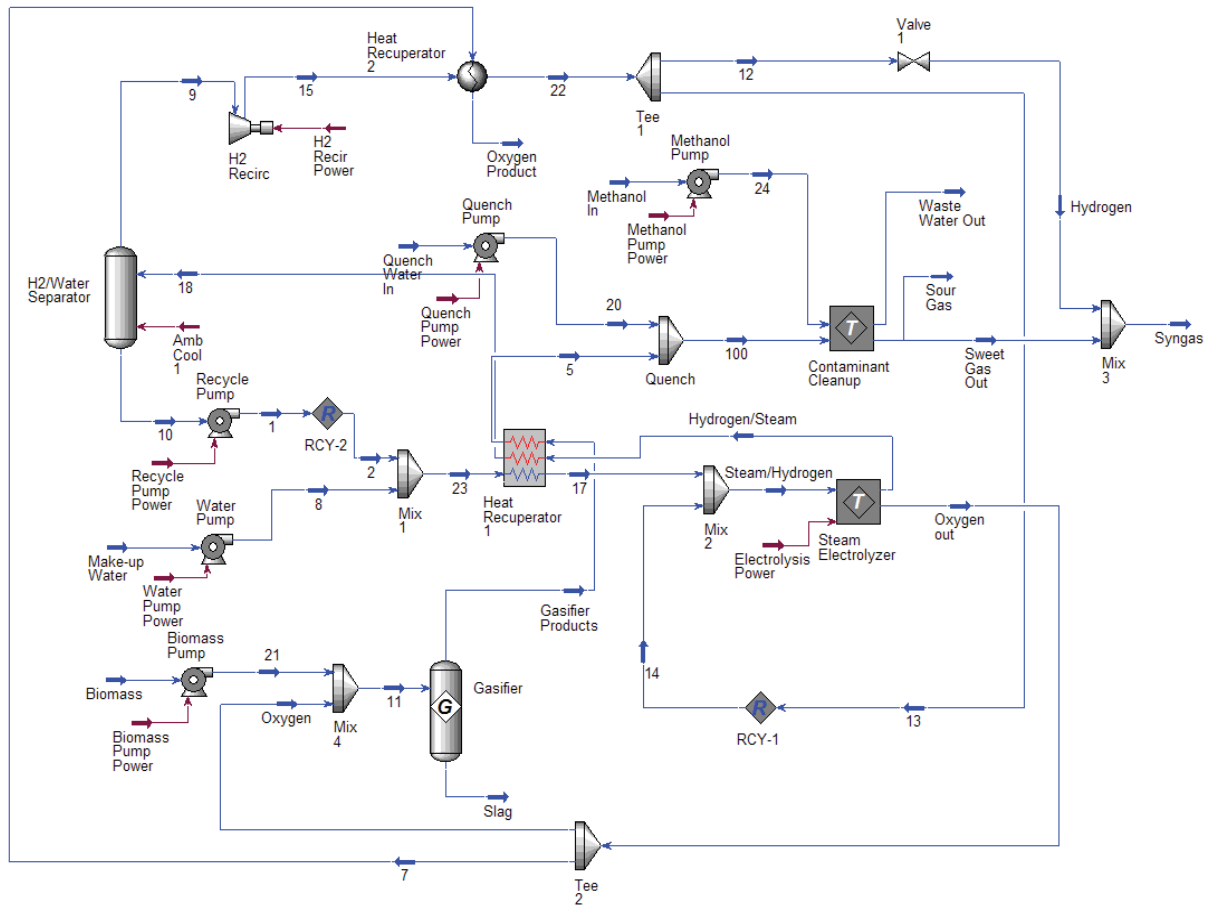 Valve
1
Heat
Recuperator
2
12
9
15
22
Tee
1
H2
Recirc
H2
Recir
Power
Oxygen
Product
Methanol
Pump
Methanol
In
24
Methanol
Pump
Power
Waste
Water Out
Hydrogen
Quench
Pump
Quench
Water
In
Quench
Pump
Power
H2/Water
Separator
18
Amb
Cool
1
20
5
Quench
100
T
Contaminant
Cleanup
Sour
Gas
Sweet
Gas
Out
Mix
3
Syngas
Recycle
Pump
10
1
R
RCY-2
Recycle
Pump
Power
2
Mix
1
23
Heat
Recuperator
1
17
Hydrogen/Steam
Steam/Hydrogen
Mix
2
T
Steam
Electrolyzer
Electrolysis
Power
Oxygen
out
Water
Pump
8
Make-up
Water
Water
Pump
Power
Gasifier
Products
Biomass
Pump
21
Biomass
Biomass
Pump
Power
Oxygen
Mix
4
11
Gasifier
G
Slag
14
R
RCY-1
13
7
Tee
2